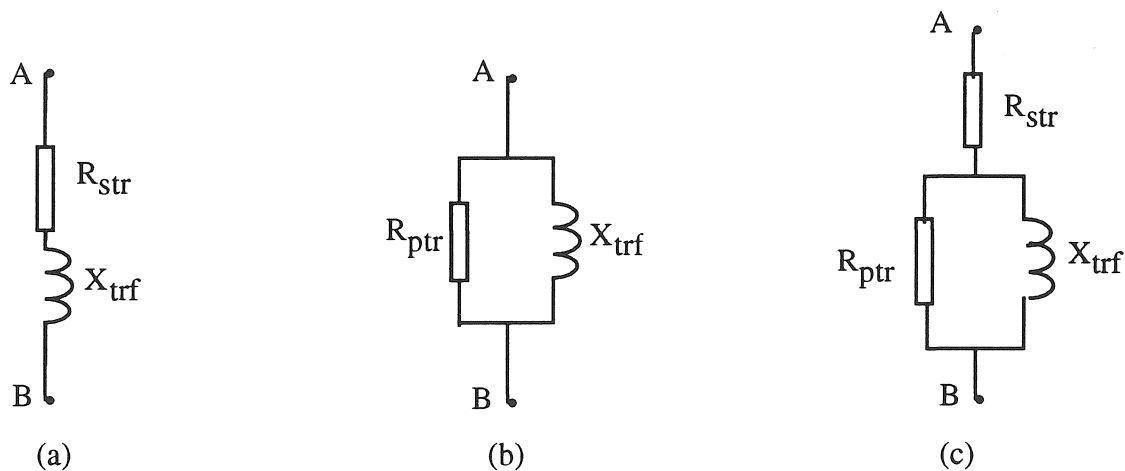 A
R_str
X_trf
B
(a)
A
R_ptr
X_trf
B
(b)
A
R_str
R_ptr
X_trf
B
(c)